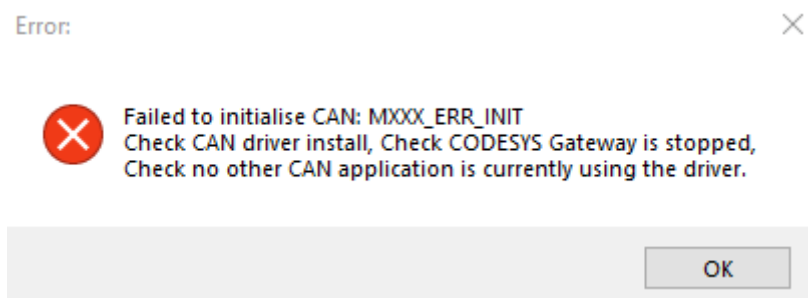 Error:
Failed to initialise CAN: MXXX_ERR_INIT
Check CAN driver install, Check CODESYS Gateway is stopped,
Check no other CAN application is currently using the driver.
OK